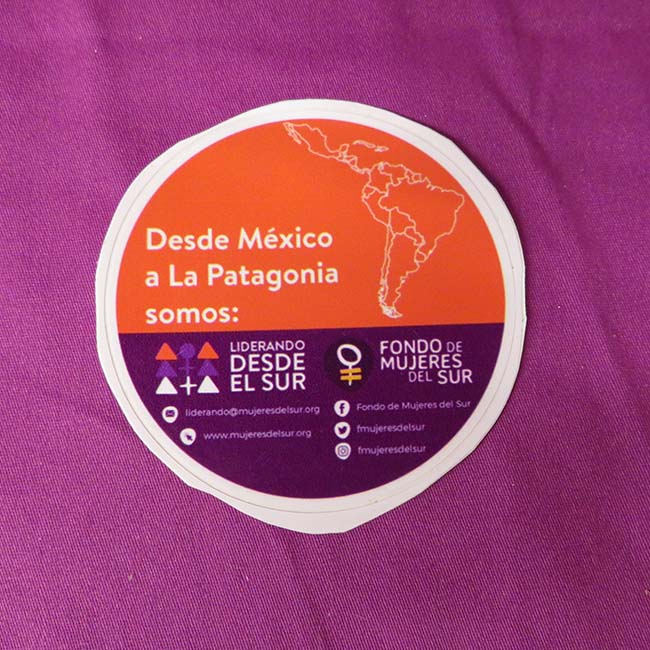 Desde México
a La Patagonia
somos:
LIDERANDO
DESDE
EL SUR
FONDO DE
MUJERES
DEL SUR
liderando@mujeresdelsur.org
www.mujeresdelsur.org
Fondo de Mujeres del Sur
fmujeresdelsur
fmujeresdelsur